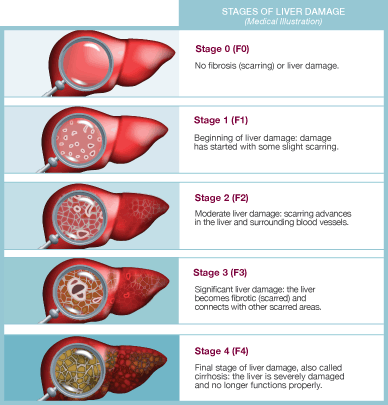 STAGES OF LIVER DAMAGE
(Medical Illustration)
Stage 0 (F0)
No fibrosis (scarring) or liver damage.
Stage 1 (F1)
Beginning of liver damage: damage
has started with some slight scarring.
Stage 2 (F2)
Moderate liver damage: scarring advances
in the liver and surrounding blood vessels.
Stage 3 (F3)
Significant liver damage: the liver
becomes fibrotic (scarred) and
connects with other scarred areas.
Stage 4 (F4)
Final stage of liver damage, also called
cirrhosis: the liver is severely damaged
and no longer functions properly.